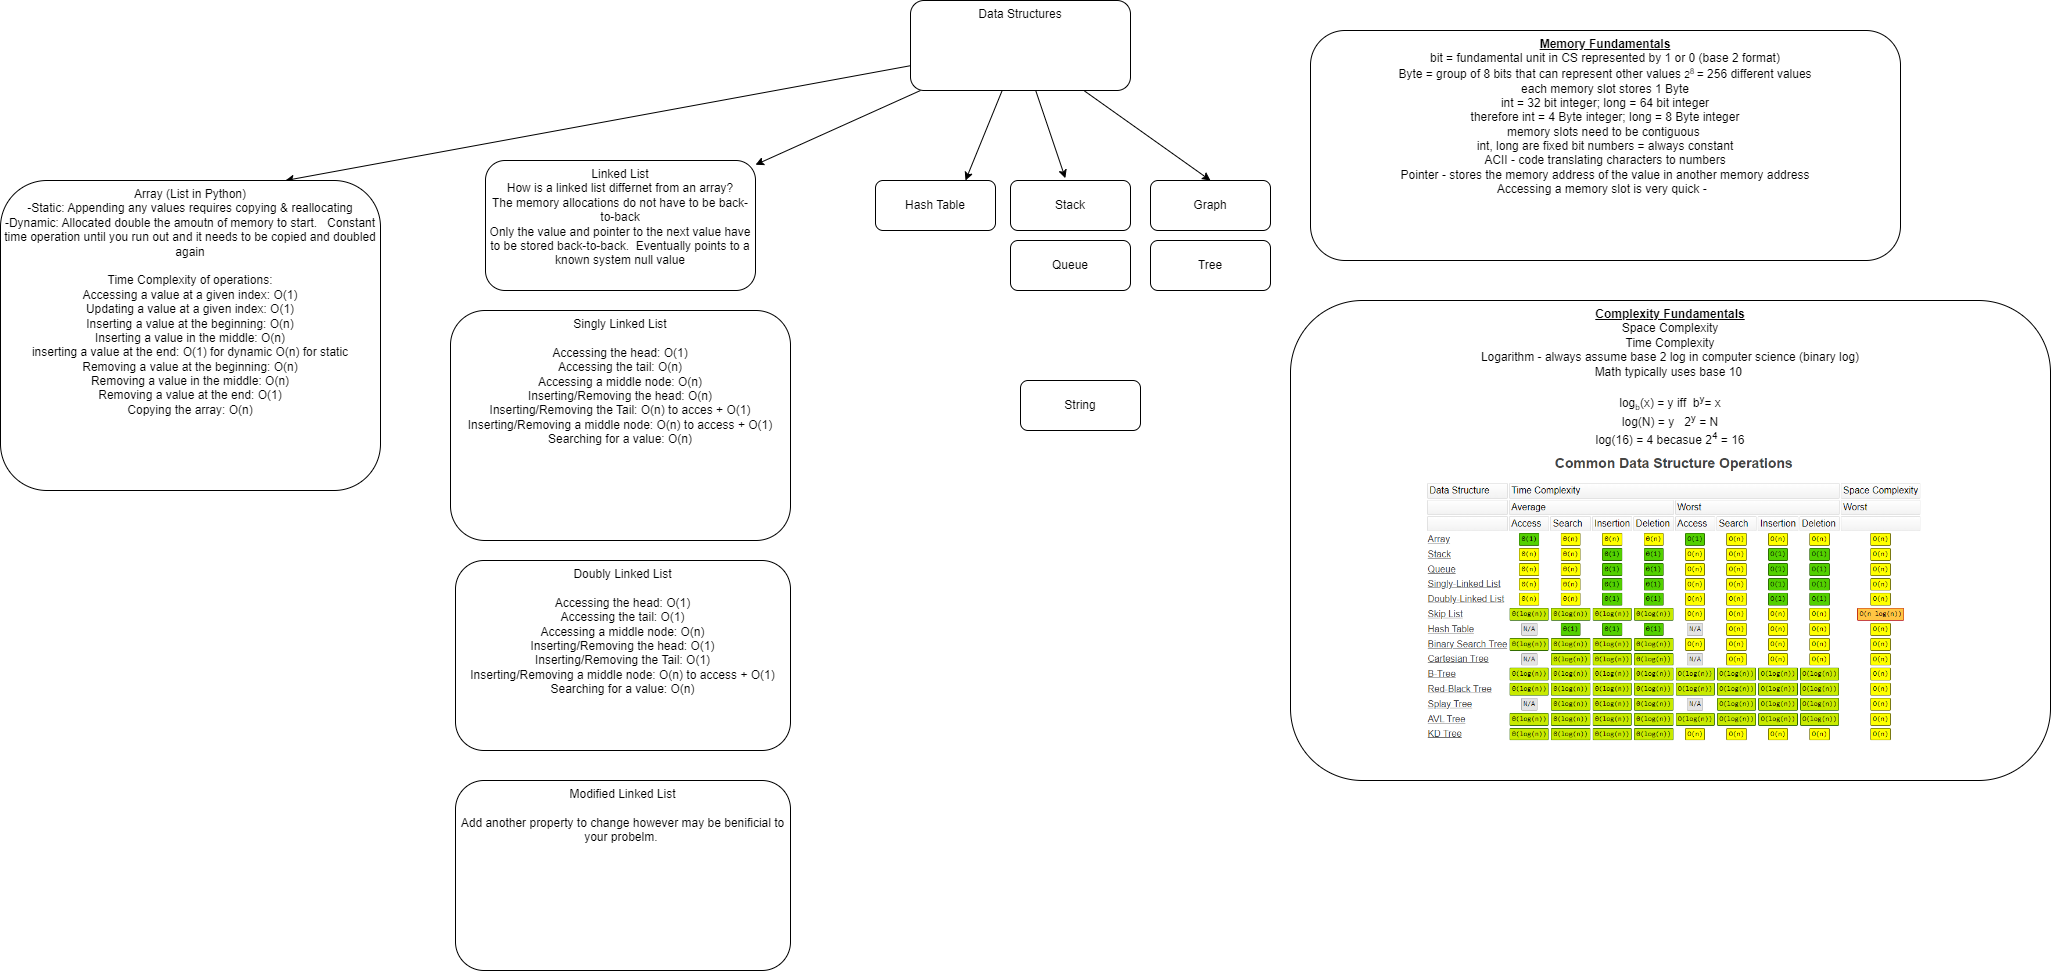 Data Structures
Array (List in Python)
-Static: Appending any values requires copying & reallocating
-Dynamic: Allocated double the amoutn of memory to start.   Constant
time operation until you run out and it needs to be copied and doubled
again
Time Complexity of operations:
Accessing a value at a given index: O(1)
Updating a value at a given index: O(1)
Inserting a value at the beginning: O(n)
Inserting a value in the middle: O(n)
inserting a value at the end: O(1) for dynamic O(n) for static
Removing a value at the beginning: O(n)
Removing a value in the middle: O(n)
Removing a value at the end: O(1)
Copying the array: O(n)
Linked List
How is a linked list differnet from an array?
The memory allocations do not have to be back-
to-back
Only the value and pointer to the next value have
to be stored back-to-back.  Eventually points to a
known system null value
Singly Linked List
Accessing the head: O(1)
Accessing the tail: O(n)
Accessing a middle node: O(n)
Inserting/Removing the head: O(n)
Inserting/Removing the Tail: O(n) to acces + O(1)
Inserting/Removing a middle node: O(n) to access + O(1)
Searching for a value: O(n)
Doubly Linked List
Accessing the head: O(1)
Accessing the tail: O(1)
Accessing a middle node: O(n)
Inserting/Removing the head: O(1)
Inserting/Removing the Tail: O(1)
Inserting/Removing a middle node: O(n) to access + O(1)
Searching for a value: O(n)
Modified Linked List
Add another property to change however may be benificial to
your probelm.
Hash Table
Stack
Graph
Queue
Tree
String
Memory Fundamentals
bit = fundamental unit in CS represented by 1 or 0 (base 2 format)
Byte = group of 8 bits that can represent other values 2⁸ = 256 different values
each memory slot stores 1 Byte
int = 32 bit integer; long = 64 bit integer
therefore int = 4 Byte integer; long = 8 Byte integer
memory slots need to be contiguous
int, long are fixed bit numbers = always constant
ACII - code translating characters to numbers
Pointer - stores the memory address of the value in another memory address
Accessing a memory slot is very quick -
Complexity Fundamentals
Space Complexity
Time Complexity
Logarithm - always assume base 2 log in computer science (binary log)
Math typically uses base 10
log_b(x) = y iff  b^y= x
log(N) = y   2^y = N
log(16) = 4 becasue 2⁴ = 16
Common Data Structure Operations
Data Structure Time Complexity Space Complexity
Average Worst Worst
Access Search Insertion Deletion Access Search Insertion Deletion
Array Θ(1) Θ(n) Θ(n) Θ(n) O(1) O(n) O(n) O(n) O(n)
Stack Θ(n) Θ(n) Θ(1) Θ(1) O(n) O(n) O(1) O(1) O(n)
Queue Θ(n) Θ(n) Θ(1) Θ(1) O(n) O(n) O(1) O(1) O(n)
Singly-Linked List Θ(n) Θ(n) Θ(1) Θ(1) O(n) O(n) O(1) O(1) O(n)
Doubly-Linked List Θ(n) Θ(n) Θ(1) Θ(1) O(n) O(n) O(1) O(1) O(n)
Skip List Θ(log(n)) Θ(log(n)) Θ(log(n)) Θ(log(n)) O(n) O(n) O(n) O(n) O(n log(n))
Hash Table N/A Θ(1) Θ(1) Θ(1) N/A O(n) O(n) O(n) O(n)
Binary Search Tree Θ(log(n)) Θ(log(n)) Θ(log(n)) Θ(log(n)) O(n) O(n) O(n) O(n) O(n)
Cartesian Tree N/A Θ(log(n)) Θ(log(n)) Θ(log(n)) N/A O(n) O(n) O(n) O(n)
B-Tree Θ(log(n)) Θ(log(n)) Θ(log(n)) Θ(log(n)) O(log(n)) O(log(n)) O(log(n)) O(log(n)) O(n)
Red-Black Tree Θ(log(n)) Θ(log(n)) Θ(log(n)) Θ(log(n)) O(log(n)) O(log(n)) O(log(n)) O(log(n)) O(n)
Splay Tree N/A Θ(log(n)) Θ(log(n)) Θ(log(n)) N/A O(log(n)) O(log(n)) O(log(n)) O(n)
AVL Tree Θ(log(n)) Θ(log(n)) Θ(log(n)) Θ(log(n)) O(log(n)) O(log(n)) O(log(n)) O(log(n)) O(n)
KD Tree Θ(log(n)) Θ(log(n)) Θ(log(n)) Θ(log(n)) O(n) O(n) O(n) O(n) O(n)